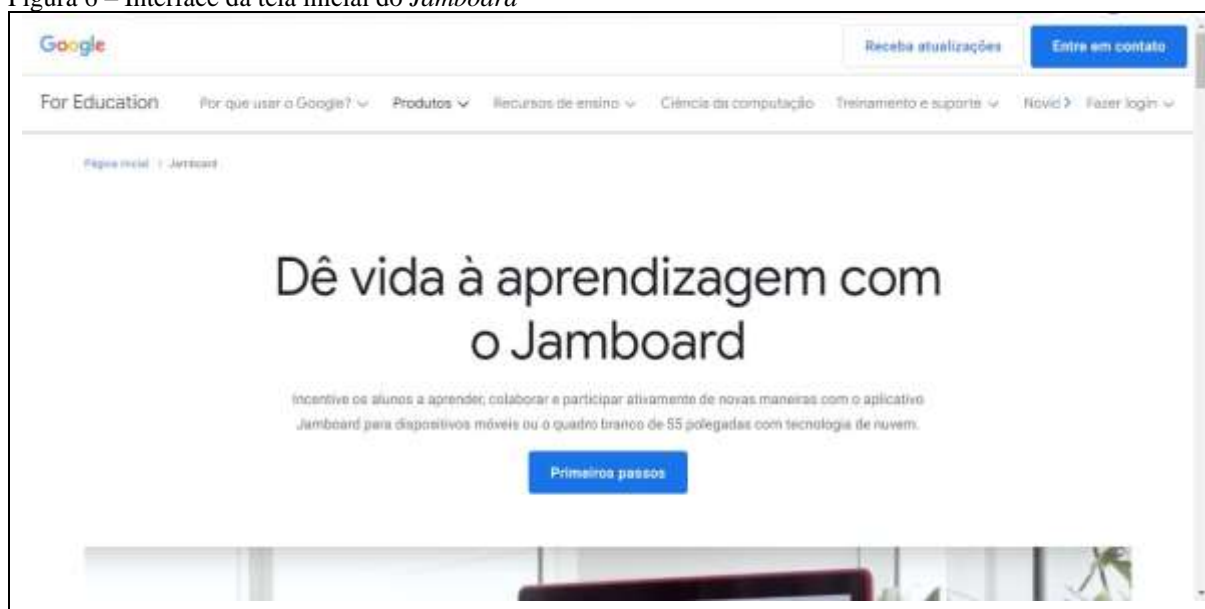 Figura 6 – Interface da tela inicial do Jamboard
Google
Receba atualizações
Entre em contato
For Education
Por que usar o Google?
Produtos
Recursos de ensino
Ciência da computação
Treinamento e suporte
Novid
Fazer login
Página inicial
Jamboard
Dê vida à aprendizagem com
o Jamboard
Incentive os alunos a aprender, colaborar e participar ativamente de novas maneiras com o aplicativo
Jamboard para dispositivos móveis ou o quadro branco de 55 polegadas com tecnologia de nuvem.
Primeiros passos